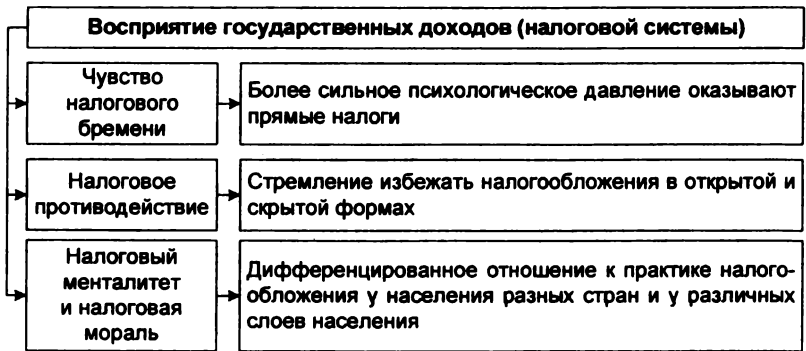 Восприятие государственных доходов (налоговой системы)
Чувство
налогового
бремени
Более сильное психологическое давление оказывают
прямые налоги
Налоговое
противодействие
Стремление избежать налогообложения в открытой и
скрытой формах
Налоговый
менталитет
и налоговая
мораль
Дифференцированное отношение к практике налого-
обложения у населения разных стран и у различных
слоев населения